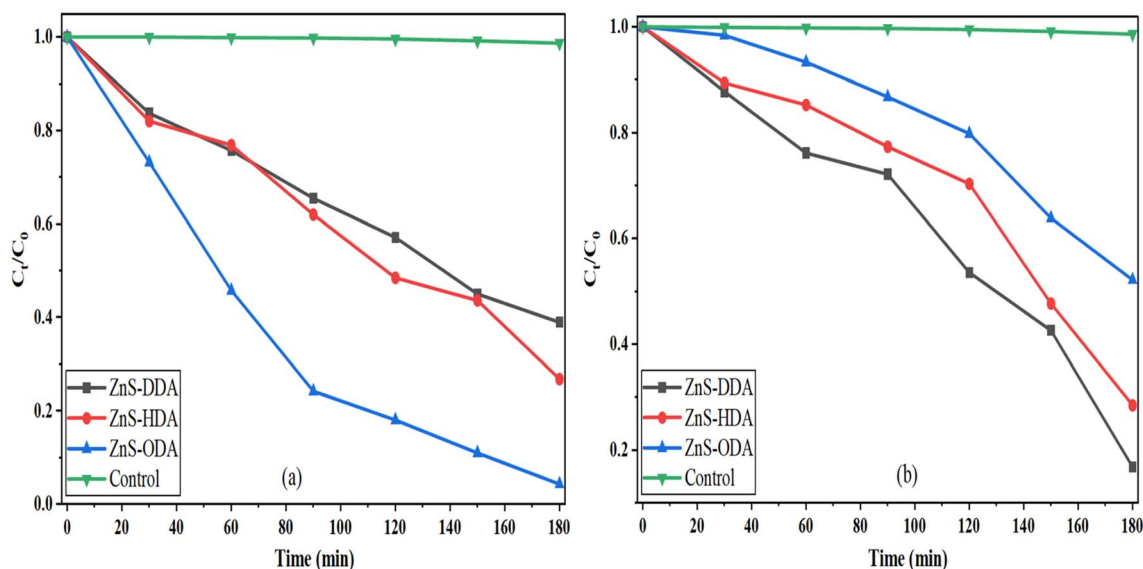 1.0
0.8
0.6
0.4
0.2
0.0
Ct/Co
ZnS-DDA
ZnS-HDA
ZnS-ODA
Control
(a)
0 20 40 60 80 100 120 140 160 180
Time (min)
1.0
0.8
0.6
0.4
0.2
Ct/Co
ZnS-DDA
ZnS-HDA
ZnS-ODA
Control
(b)
0 20 40 60 80 100 120 140 160 180
Time (min)